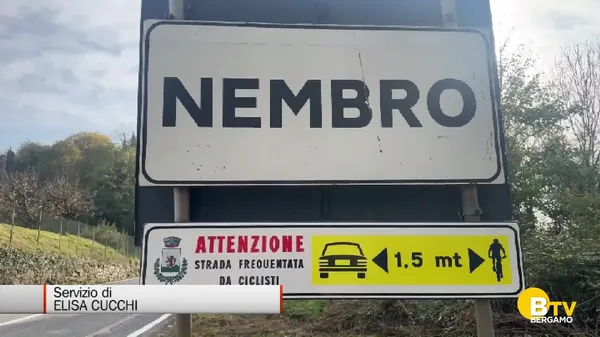 NEMBRO
ATTENZIONE
STRADA FREQUENTATA
DA CICLISTI
1.5 mt
Servizio di
ELISA CUCCHI
BTV
BERGAMO